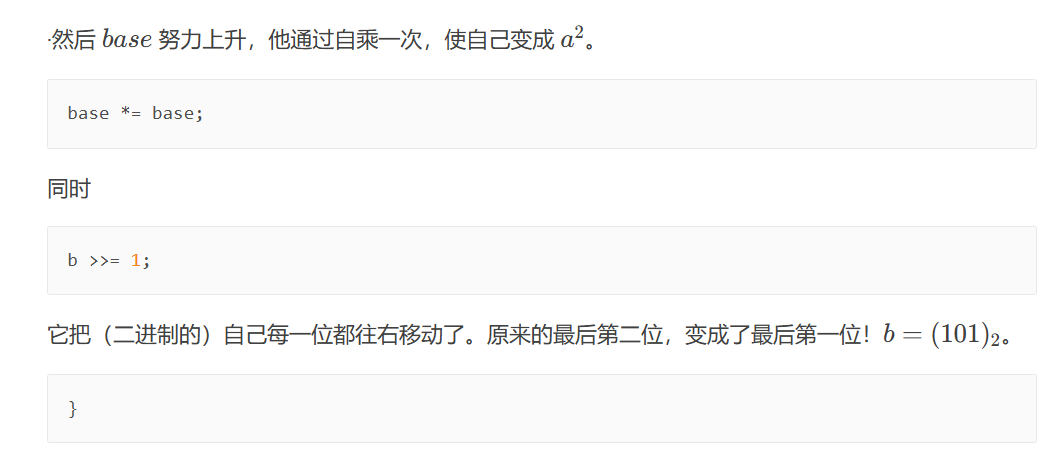 ·然后 base 努力上升，他通过自乘一次，使自己变成 a²。
base *= base;
同时
b >>= 1;
它把（二进制的）自己每一位都往右移动了。原来的最后第二位，变成了最后第一位！b = (101)₂。
}